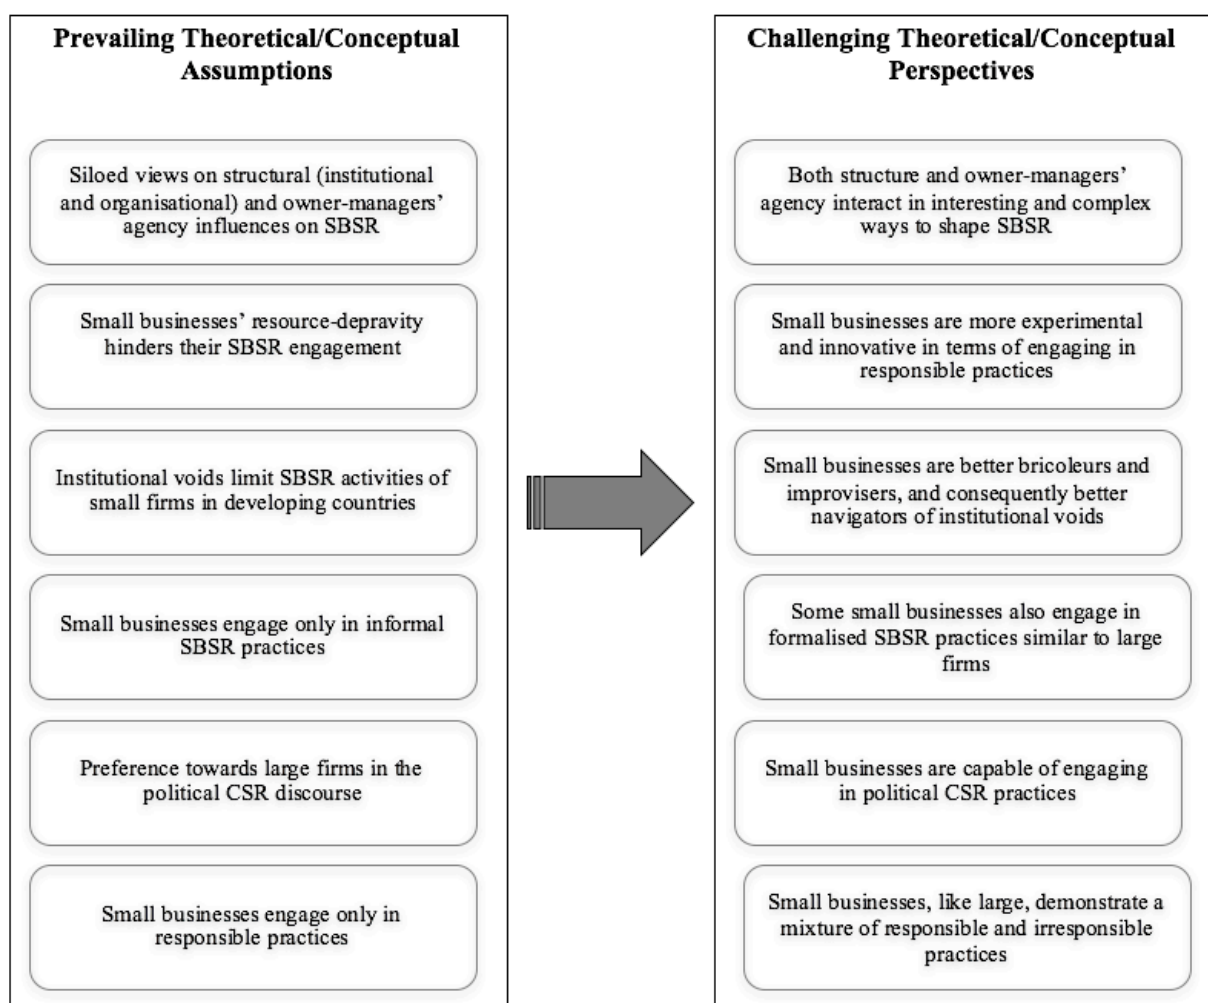 Prevailing Theoretical/Conceptual
Assumptions
Siloed views on structural (institutional
and organisational) and owner-managers’
agency influences on SBSR
Small businesses’ resource-depravity
hinders their SBSR engagement
Institutional voids limit SBSR activities of
small firms in developing countries
Small businesses engage only in informal
SBSR practices
Preference towards large firms in the
political CSR discourse
Small businesses engage only in
responsible practices
Challenging Theoretical/Conceptual
Perspectives
Both structure and owner-managers’
agency interact in interesting and complex
ways to shape SBSR
Small businesses are more experimental
and innovative in terms of engaging in
responsible practices
Small businesses are better bricoleurs and
improvisers, and consequently better
navigators of institutional voids
Some small businesses also engage in
formalised SBSR practices similar to large
firms
Small businesses are capable of engaging
in political CSR practices
Small businesses, like large, demonstrate a
mixture of responsible and irresponsible
practices